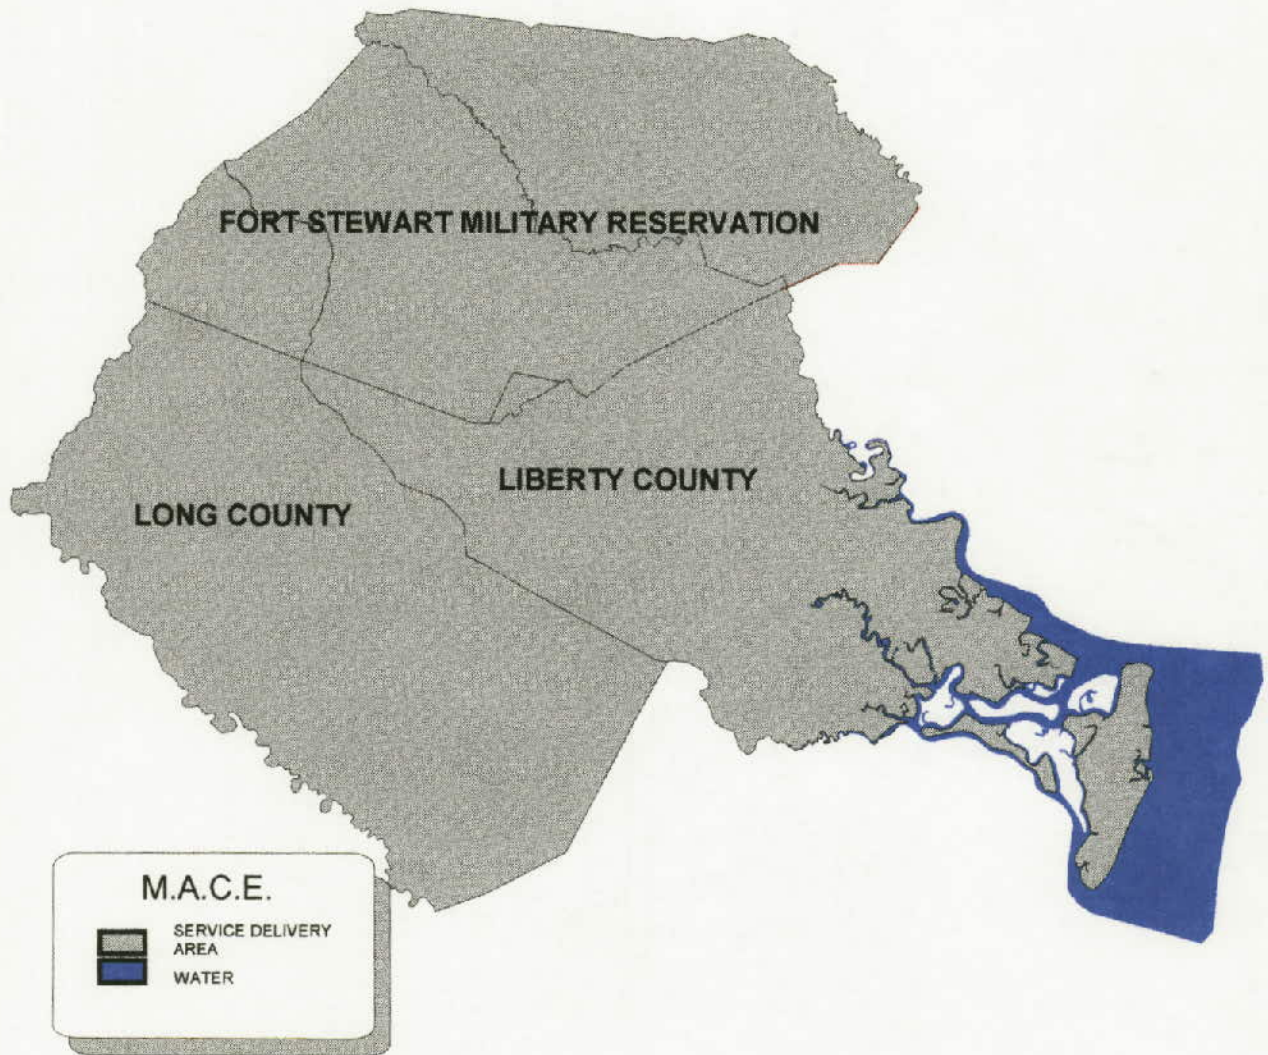 FORT STEWART MILITARY RESERVATION
LIBERTY COUNTY
LONG COUNTY
M.A.C.E.
SERVICE DELIVERY
AREA
WATER